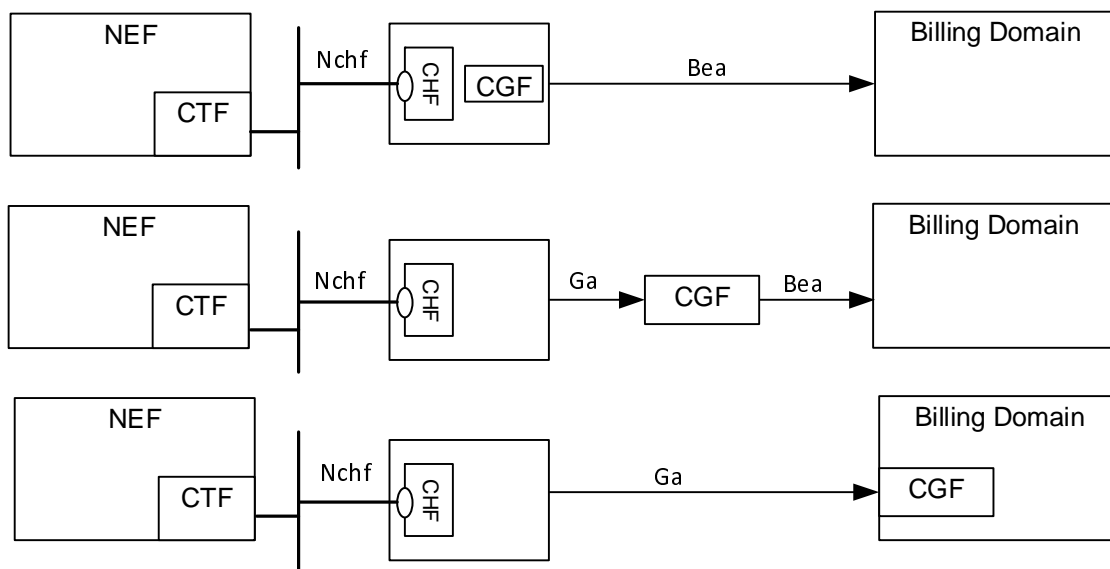 NEF
CTF
Nchf
CHF
CGF
Bea
Billing Domain
NEF
CTF
Nchf
CHF
Ga
CGF
Bea
Billing Domain
NEF
CTF
Nchf
CHF
Ga
Billing Domain
CGF